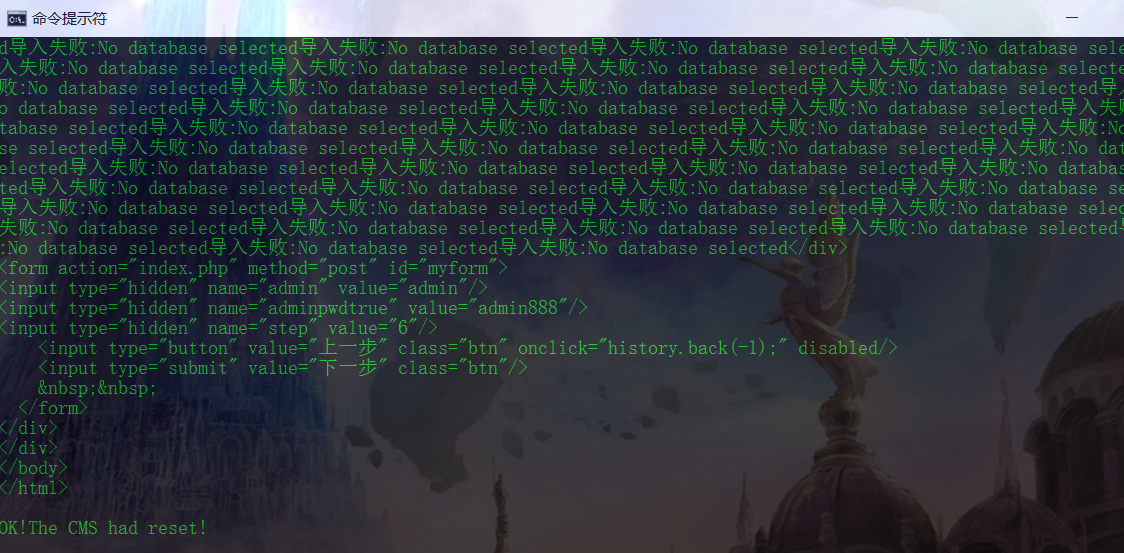 命令提示符
d导入失败:No database selected导入失败:No database selected导入失败:No database selected导入失败:No database sele
入失败:No database selected导入失败:No database selected导入失败:No database selected导入失败:No database selecte
失败:No database selected导入失败:No database selected导入失败:No database selected导入失败:No database selected导
o database selected导入失败:No database selected导入失败:No database selected导入失败:No database selected导入失
tabase selected导入失败:No database selected导入失败:No database selected导入失败:No database selected导入失败:No
se selected导入失败:No database selected导入失败:No database selected导入失败:No database selected导入失败:No dat
elected导入失败:No database selected导入失败:No database selected导入失败:No database selected导入失败:No databas
ted导入失败:No database selected导入失败:No database selected导入失败:No database selected导入失败:No database se
导入失败:No database selected导入失败:No database selected导入失败:No database selected导入失败:No database selec
失败:No database selected导入失败:No database selected导入失败:No database selected导入失败:No database selected
:No database selected导入失败:No database selected导入失败:No database selected</div>
<form action="index.php" method="post" id="myform">
<input type="hidden" name="admin" value="admin"/>
<input type="hidden" name="adminpwdtrue" value="admin888"/>
<input type="hidden" name="step" value="6"/>
<input type="button" value="上一步" class="btn" onclick="history.back(-1);" disabled/>
<input type="submit" value="下一步" class="btn"/>
&nbsp;&nbsp;
</form>
</div>
</div>
</body>
</html>
OK!The CMS had reset!